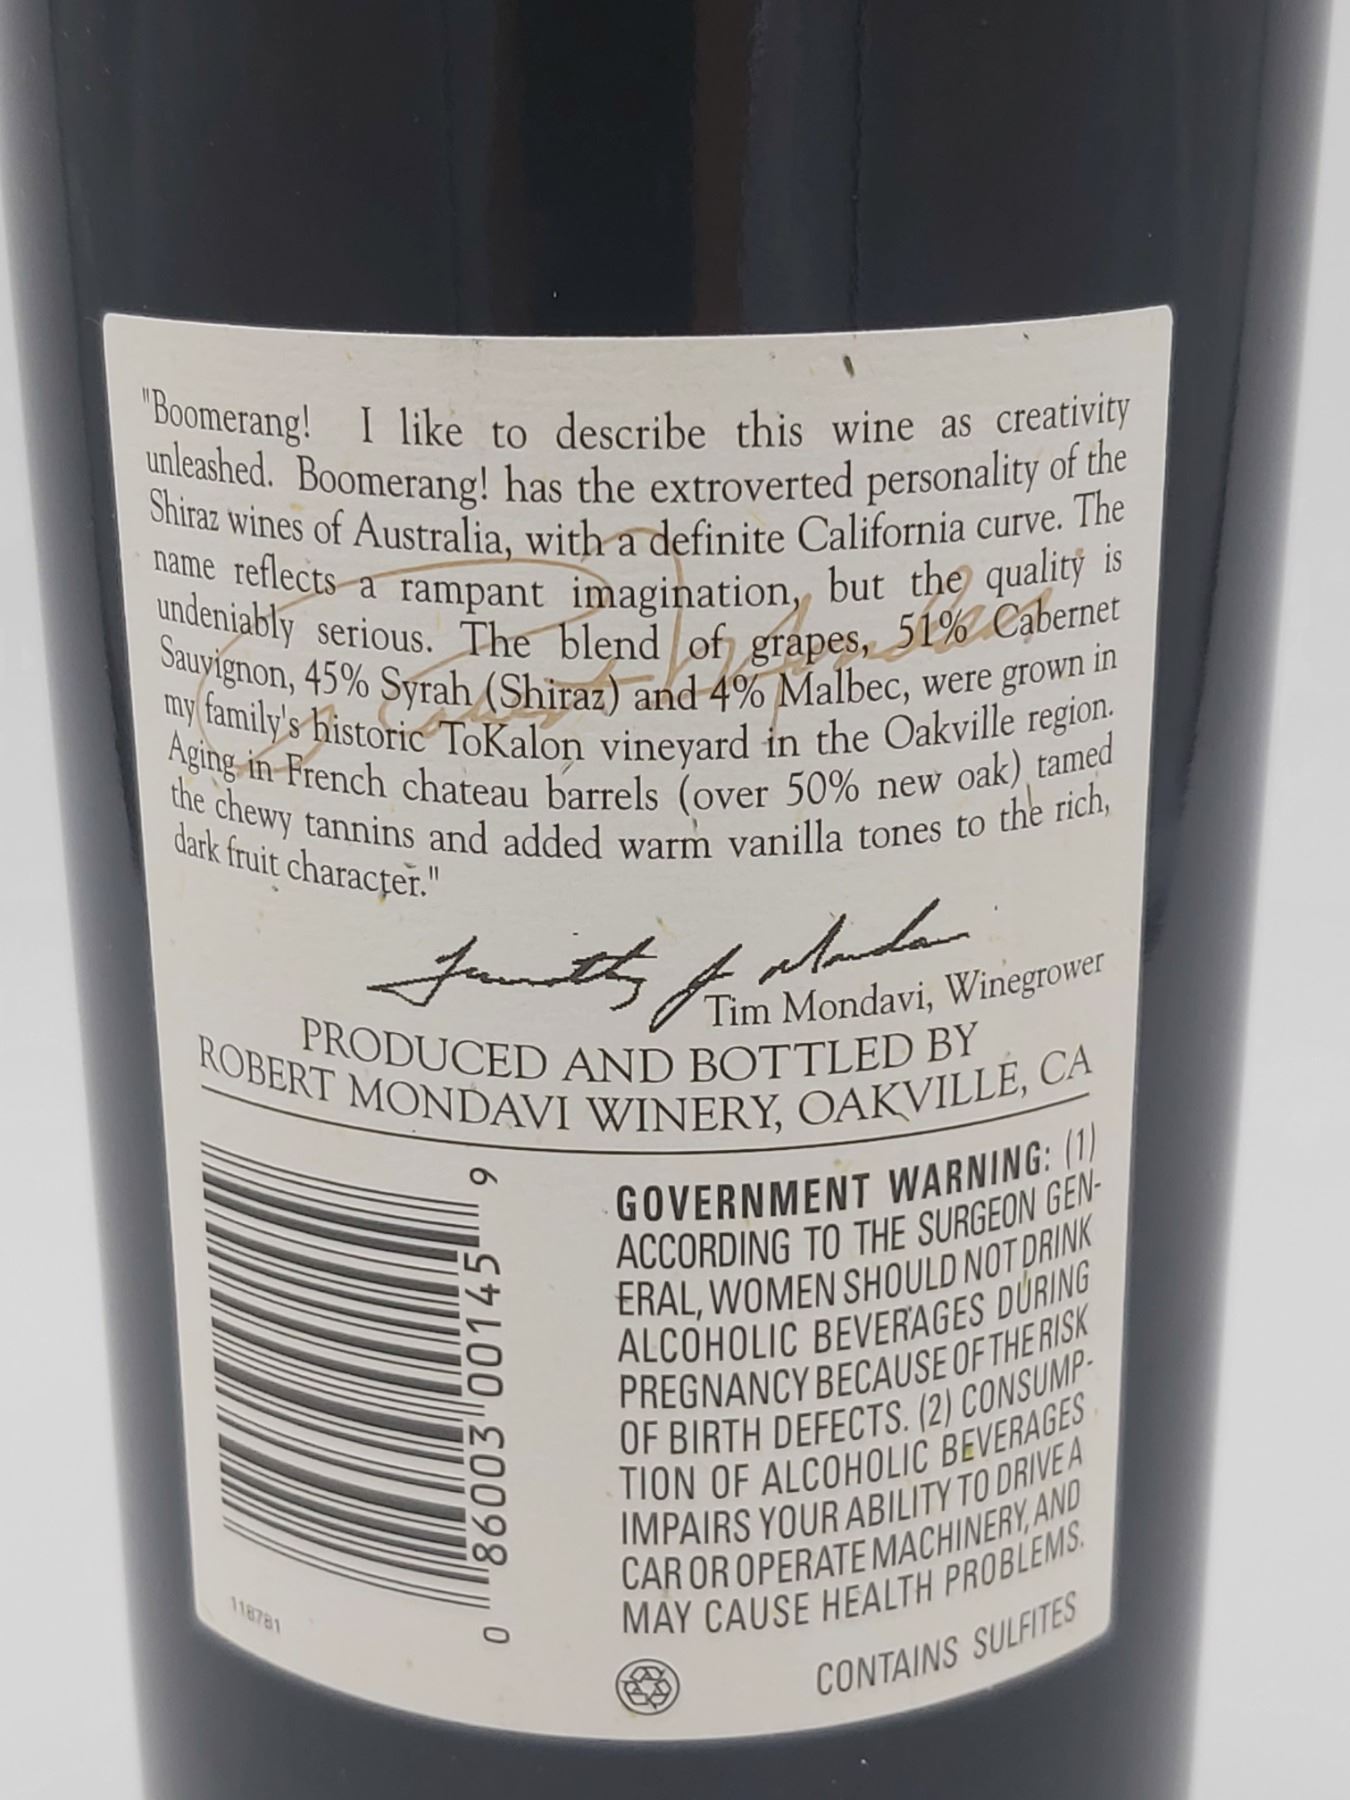 "Boomerang! I like to describe this wine as creativity
unleashed. Boomerang! has the extroverted personality of the
Shiraz wines of Australia, with a definite California curve. The
name reflects a rampant imagination, but the quality is
undeniably serious. The blend of grapes, 51% Cabernet
Sauvignon, 45% Syrah (Shiraz) and 4% Malbec, were grown in
my family's historic ToKalon vineyard in the Oakville region.
Aging in French chateau barrels (over 50% new oak) tamed
the chewy tannins and added warm vanilla tones to the rich,
dark fruit character."
Robert Mondavi
Timothy J Mondavi
Tim Mondavi, Winegrower
PRODUCED AND BOTTLED BY
ROBERT MONDAVI WINERY, OAKVILLE, CA
0 86003 00145 9
GOVERNMENT WARNING: (1)
ACCORDING TO THE SURGEON GEN-
ERAL, WOMEN SHOULD NOT DRINK
ALCOHOLIC BEVERAGES DURING
PREGNANCY BECAUSE OF THE RISK
OF BIRTH DEFECTS. (2) CONSUMP-
TION OF ALCOHOLIC BEVERAGES
IMPAIRS YOUR ABILITY TO DRIVE A
CAR OR OPERATE MACHINERY, AND
MAY CAUSE HEALTH PROBLEMS.
118781
CONTAINS SULFITES